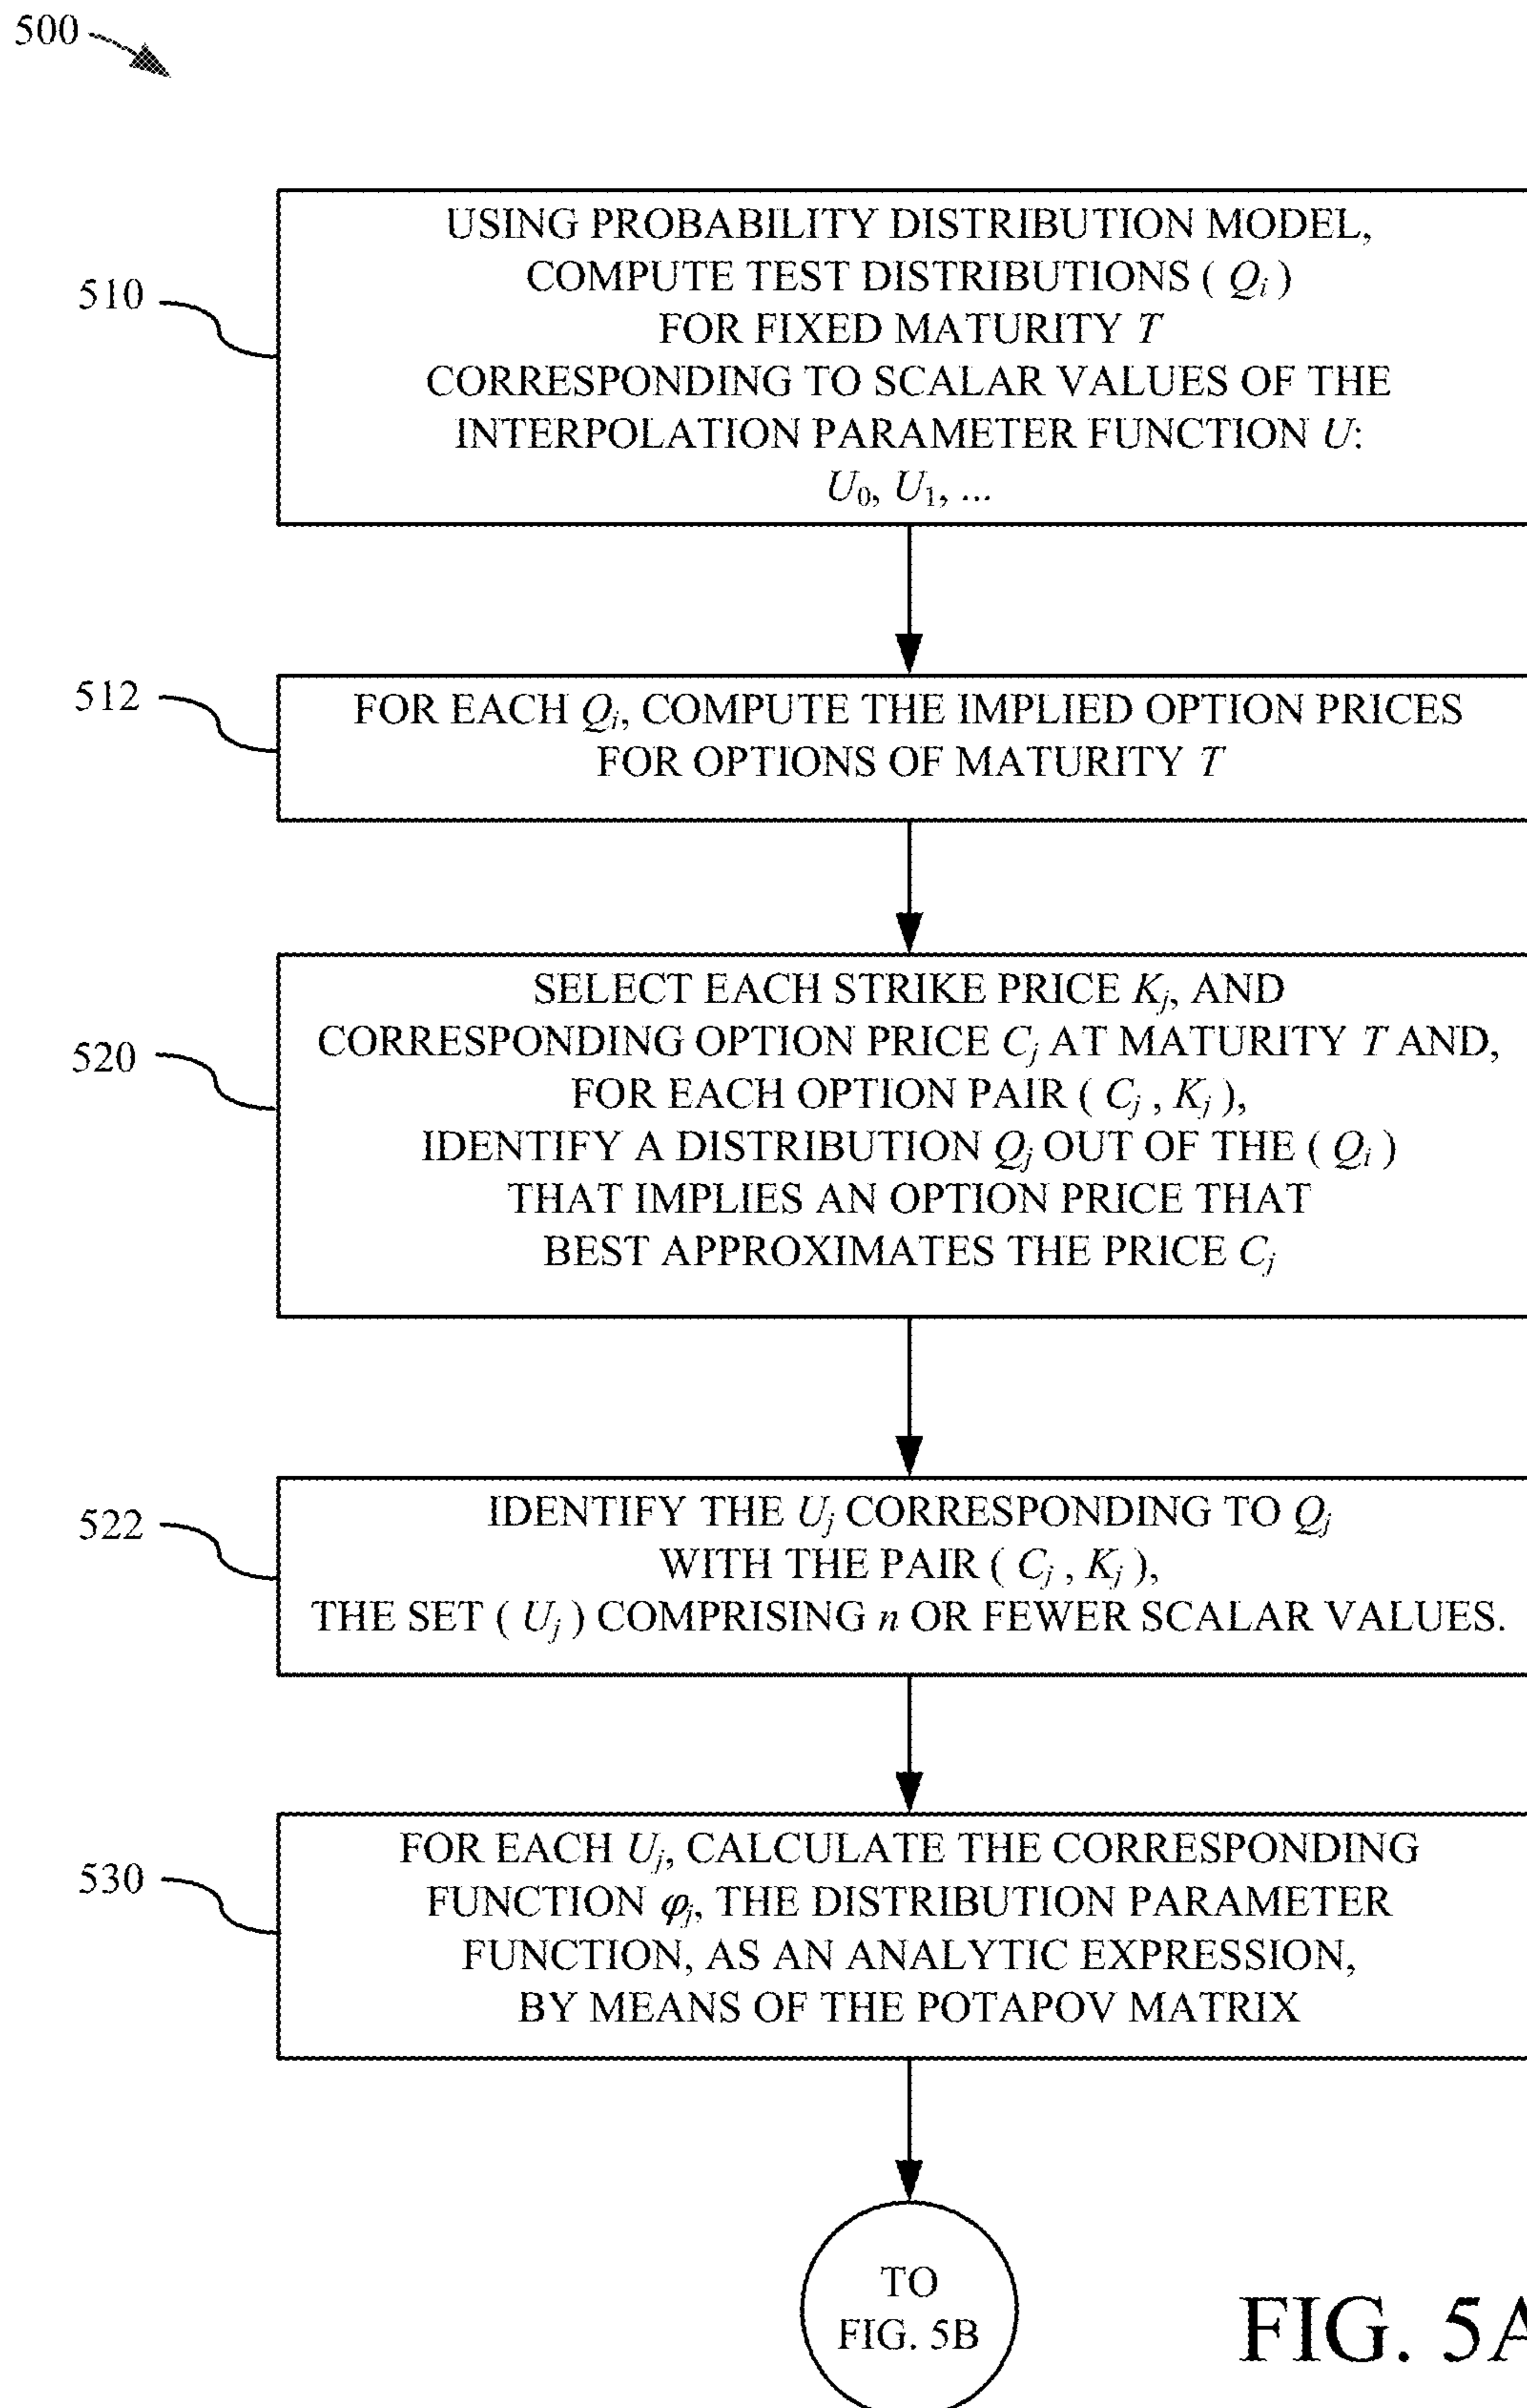 500
510
USING PROBABILITY DISTRIBUTION MODEL,
COMPUTE TEST DISTRIBUTIONS ( Qi )
FOR FIXED MATURITY T
CORRESPONDING TO SCALAR VALUES OF THE
INTERPOLATION PARAMETER FUNCTION U:
U0, U1, ...
512
FOR EACH Qi, COMPUTE THE IMPLIED OPTION PRICES
FOR OPTIONS OF MATURITY T
520
SELECT EACH STRIKE PRICE Kj, AND
CORRESPONDING OPTION PRICE Cj AT MATURITY T AND,
FOR EACH OPTION PAIR ( Cj , Kj ),
IDENTIFY A DISTRIBUTION Qj OUT OF THE ( Qi )
THAT IMPLIES AN OPTION PRICE THAT
BEST APPROXIMATES THE PRICE Cj
522
IDENTIFY THE Uj CORRESPONDING TO Qj
WITH THE PAIR ( Cj , Kj ),
THE SET ( Uj ) COMPRISING n OR FEWER SCALAR VALUES.
530
FOR EACH Uj, CALCULATE THE CORRESPONDING
FUNCTION φj, THE DISTRIBUTION PARAMETER
FUNCTION, AS AN ANALYTIC EXPRESSION,
BY MEANS OF THE POTAPOV MATRIX
TO
FIG. 5B
FIG. 5A